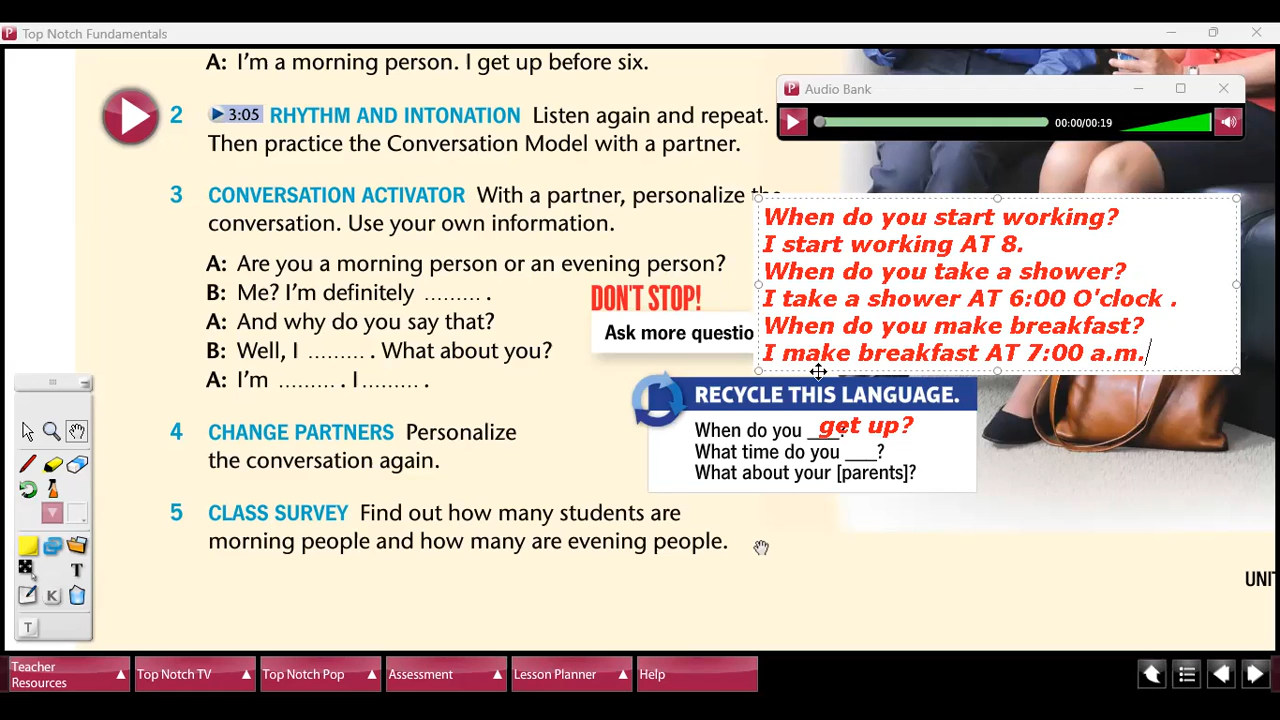 Top Notch Fundamentals
A: I'm a morning person. I get up before six.
2 3:05 RHYTHM AND INTONATION Listen again and repeat.
Then practice the Conversation Model with a partner.
Audio Bank
00:00/00:19
3 CONVERSATION ACTIVATOR With a partner, personalize the
conversation. Use your own information.
A: Are you a morning person or an evening person?
B: Me? I'm definitely ......... .
A: And why do you say that?
B: Well, I ......... . What about you?
A: I'm ......... . I ......... .
DON'T STOP!
Ask more questio
When do you start working?
I start working AT 8.
When do you take a shower?
I take a shower AT 6:00 O'clock .
When do you make breakfast?
I make breakfast AT 7:00 a.m.
RECYCLE THIS LANGUAGE.
When do you ___?
get up?
What time do you ___?
What about your [parents]?
4 CHANGE PARTNERS Personalize
the conversation again.
5 CLASS SURVEY Find out how many students are
morning people and how many are evening people.
UNIT
T
K
T
Teacher Resources
Top Notch TV
Top Notch Pop
Assessment
Lesson Planner
Help